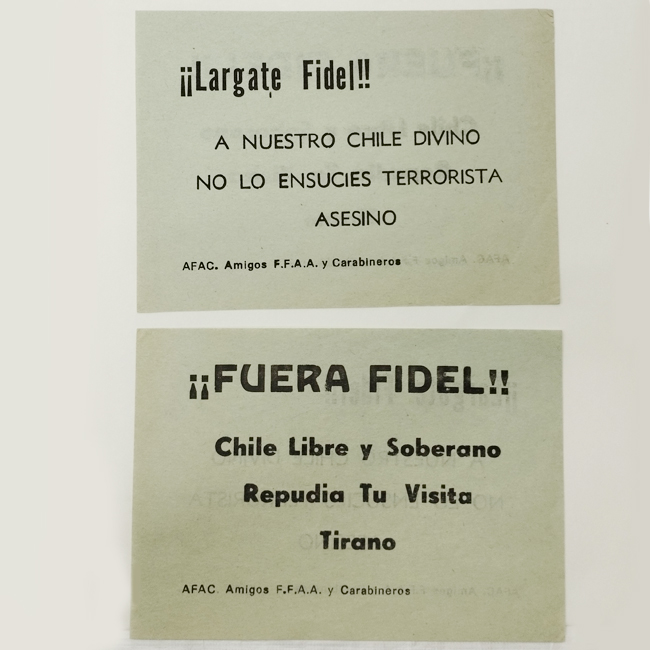 ¡¡Largate Fidel!!
A NUESTRO CHILE DIVINO
NO LO ENSUCIES TERRORISTA
ASESINO
AFAC. Amigos F.F.A.A. y Carabineros
¡¡FUERA FIDEL!!
Chile Libre y Soberano
Repudia Tu Visita
Tirano
AFAC. Amigos F.F.A.A. y Carabineros